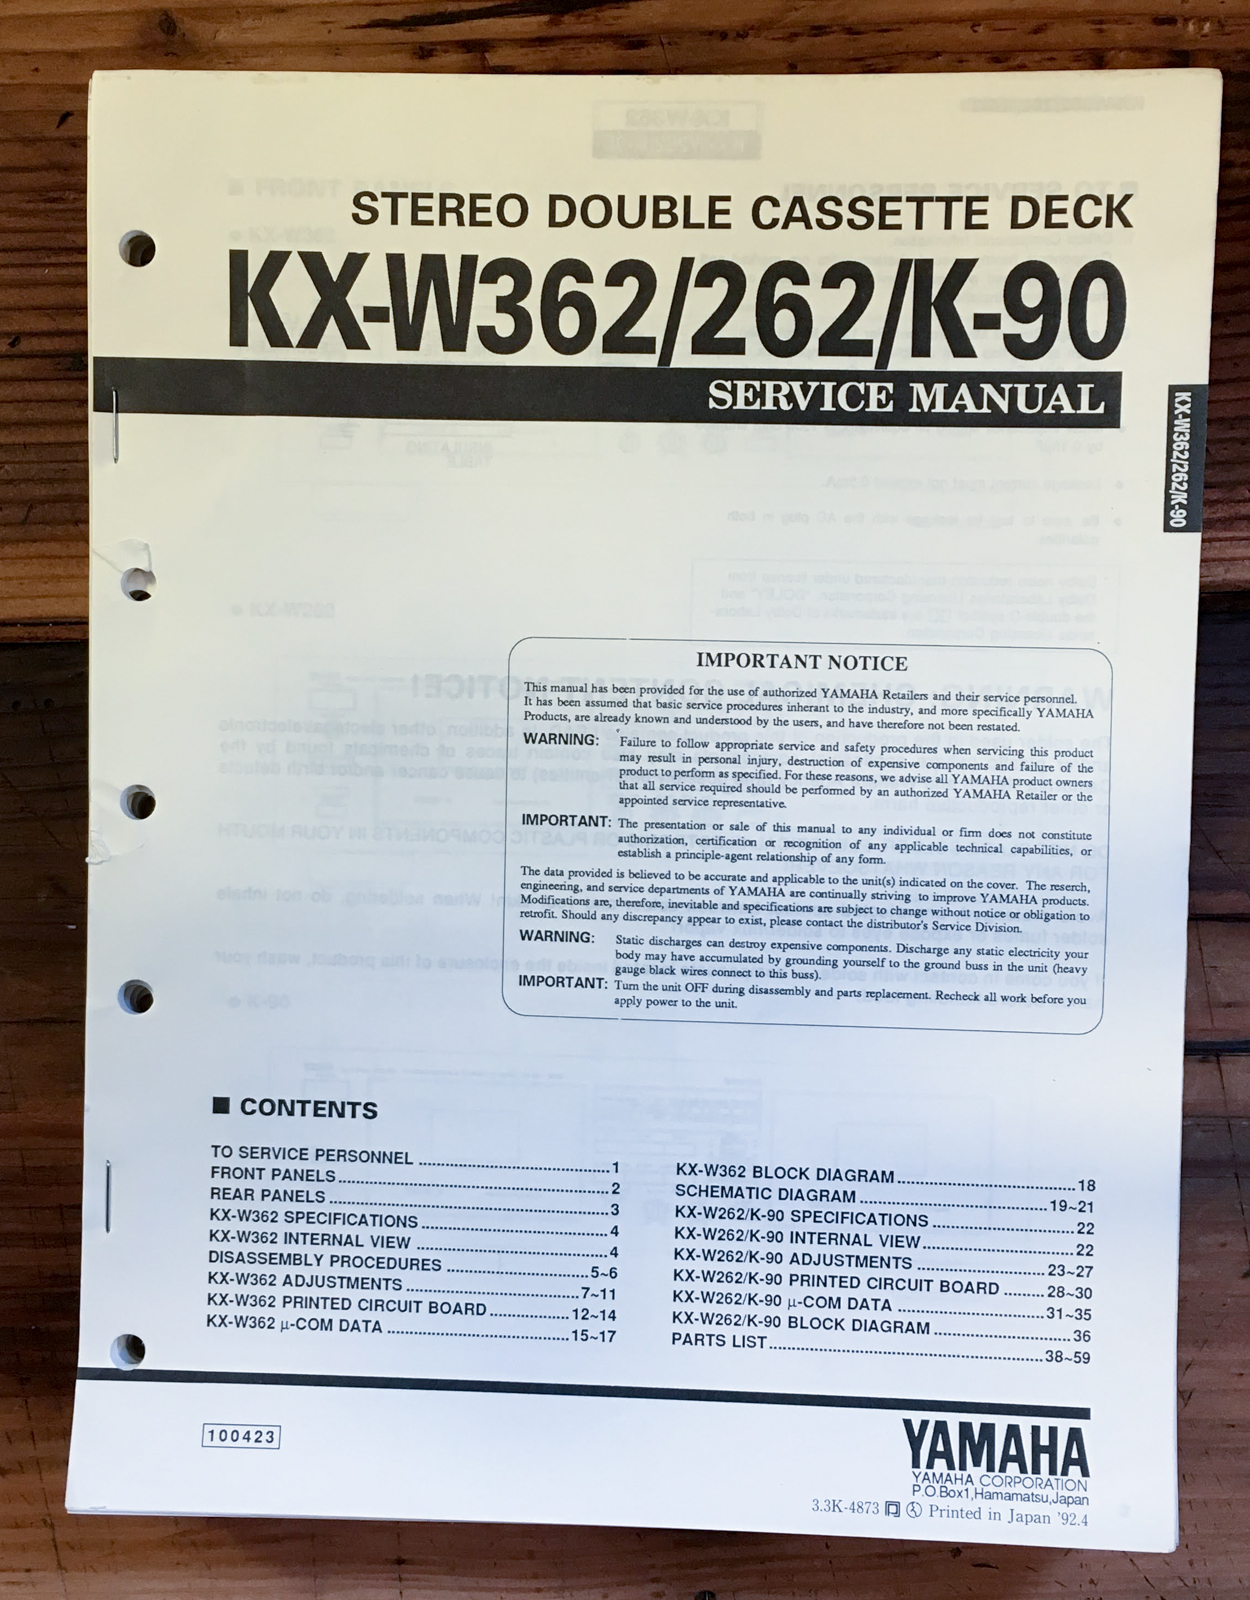 STEREO DOUBLE CASSETTE DECK
KX-W362/262/K-90
SERVICE MANUAL
KX-W362/262/K-90
IMPORTANT NOTICE
This manual has been provided for the use of authorized YAMAHA Retailers and their service personnel.
It has been assumed that basic service procedures inherant to the industry, and more specifically YAMAHA
Products, are already known and understood by the users, and have therefore not been restated.
WARNING: Failure to follow appropriate service and safety procedures when servicing this product
may result in personal injury, destruction of expensive components and failure of the
product to perform as specified. For these reasons, we advise all YAMAHA product owners
that all service required should be performed by an authorized YAMAHA Retailer or the
appointed service representative.
IMPORTANT: The presentation or sale of this manual to any individual or firm does not constitute
authorization, certification or recognition of any applicable technical capabilities, or
establish a principle-agent relationship of any form.
The data provided is believed to be accurate and applicable to the unit(s) indicated on the cover. The reserch,
engineering, and service departments of YAMAHA are continually striving to improve YAMAHA products.
Modifications are, therefore, inevitable and specifications are subject to change without notice or obligation to
retrofit. Should any discrepancy appear to exist, please contact the distributor's Service Division.
WARNING: Static discharges can destroy expensive components. Discharge any static electricity your
body may have accumulated by grounding yourself to the ground buss in the unit (heavy
gauge black wires connect to this buss).
IMPORTANT: Turn the unit OFF during disassembly and parts replacement. Recheck all work before you
apply power to the unit.
■ CONTENTS
TO SERVICE PERSONNEL ........ 1
FRONT PANELS ........ 2
REAR PANELS ........ 3
KX-W362 SPECIFICATIONS ........ 4
KX-W362 INTERNAL VIEW ........ 4
DISASSEMBLY PROCEDURES ........ 5~6
KX-W362 ADJUSTMENTS ........ 7~11
KX-W362 PRINTED CIRCUIT BOARD ........ 12~14
KX-W362 µ-COM DATA ........ 15~17
KX-W362 BLOCK DIAGRAM ........ 18
SCHEMATIC DIAGRAM ........ 19~21
KX-W262/K-90 SPECIFICATIONS ........ 22
KX-W262/K-90 INTERNAL VIEW ........ 22
KX-W262/K-90 ADJUSTMENTS ........ 23~27
KX-W262/K-90 PRINTED CIRCUIT BOARD ........ 28~30
KX-W262/K-90 µ-COM DATA ........ 31~35
KX-W262/K-90 BLOCK DIAGRAM ........ 36
PARTS LIST ........ 38~59
100423
YAMAHA
YAMAHA CORPORATION
P.O.Box1,Hamamatsu,Japan
3.3K-4873 Printed in Japan '92.4